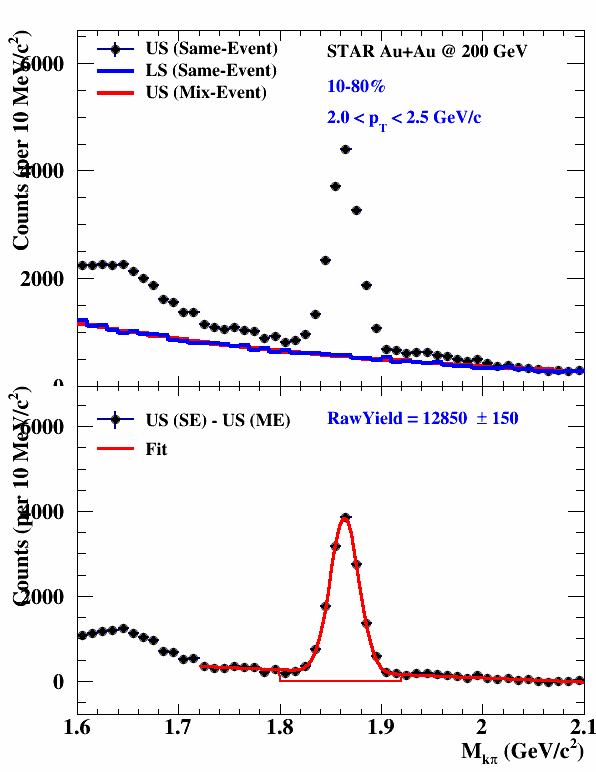 US (Same-Event)
LS (Same-Event)
US (Mix-Event)
STAR Au+Au @ 200 GeV
10-80%
2.0 < pT < 2.5 GeV/c
Counts (per 10 MeV/c²)
6000
4000
2000
0
US (SE) - US (ME)
Fit
RawYield = 12850 ± 150
Counts (per 10 MeV/c²)
6000
4000
2000
0
1.6 1.7 1.8 1.9 2 2.1
Mkπ (GeV/c²)